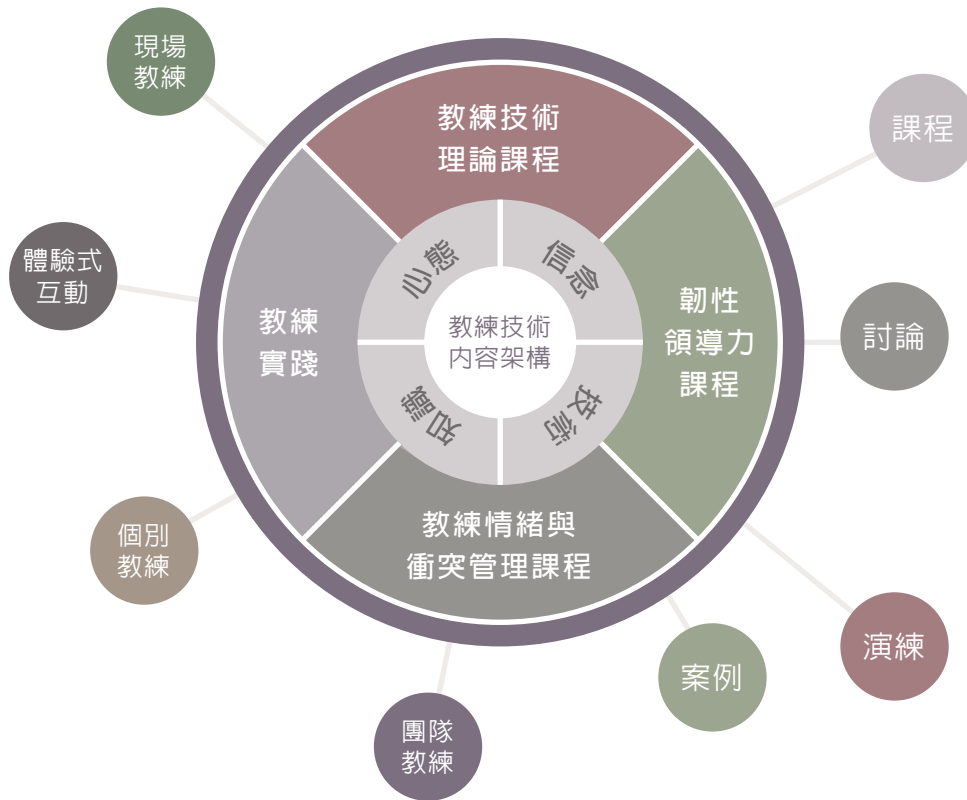 現場
教練
教練技術
理論課程
課程
心態
信念
體驗式
互動
教練
實踐
教練技術
内容架構
韌性
領導力
課程
討論
知識
技術
個別
教練
教練情緒與
衝突管理課程
演練
案例
團隊
教練